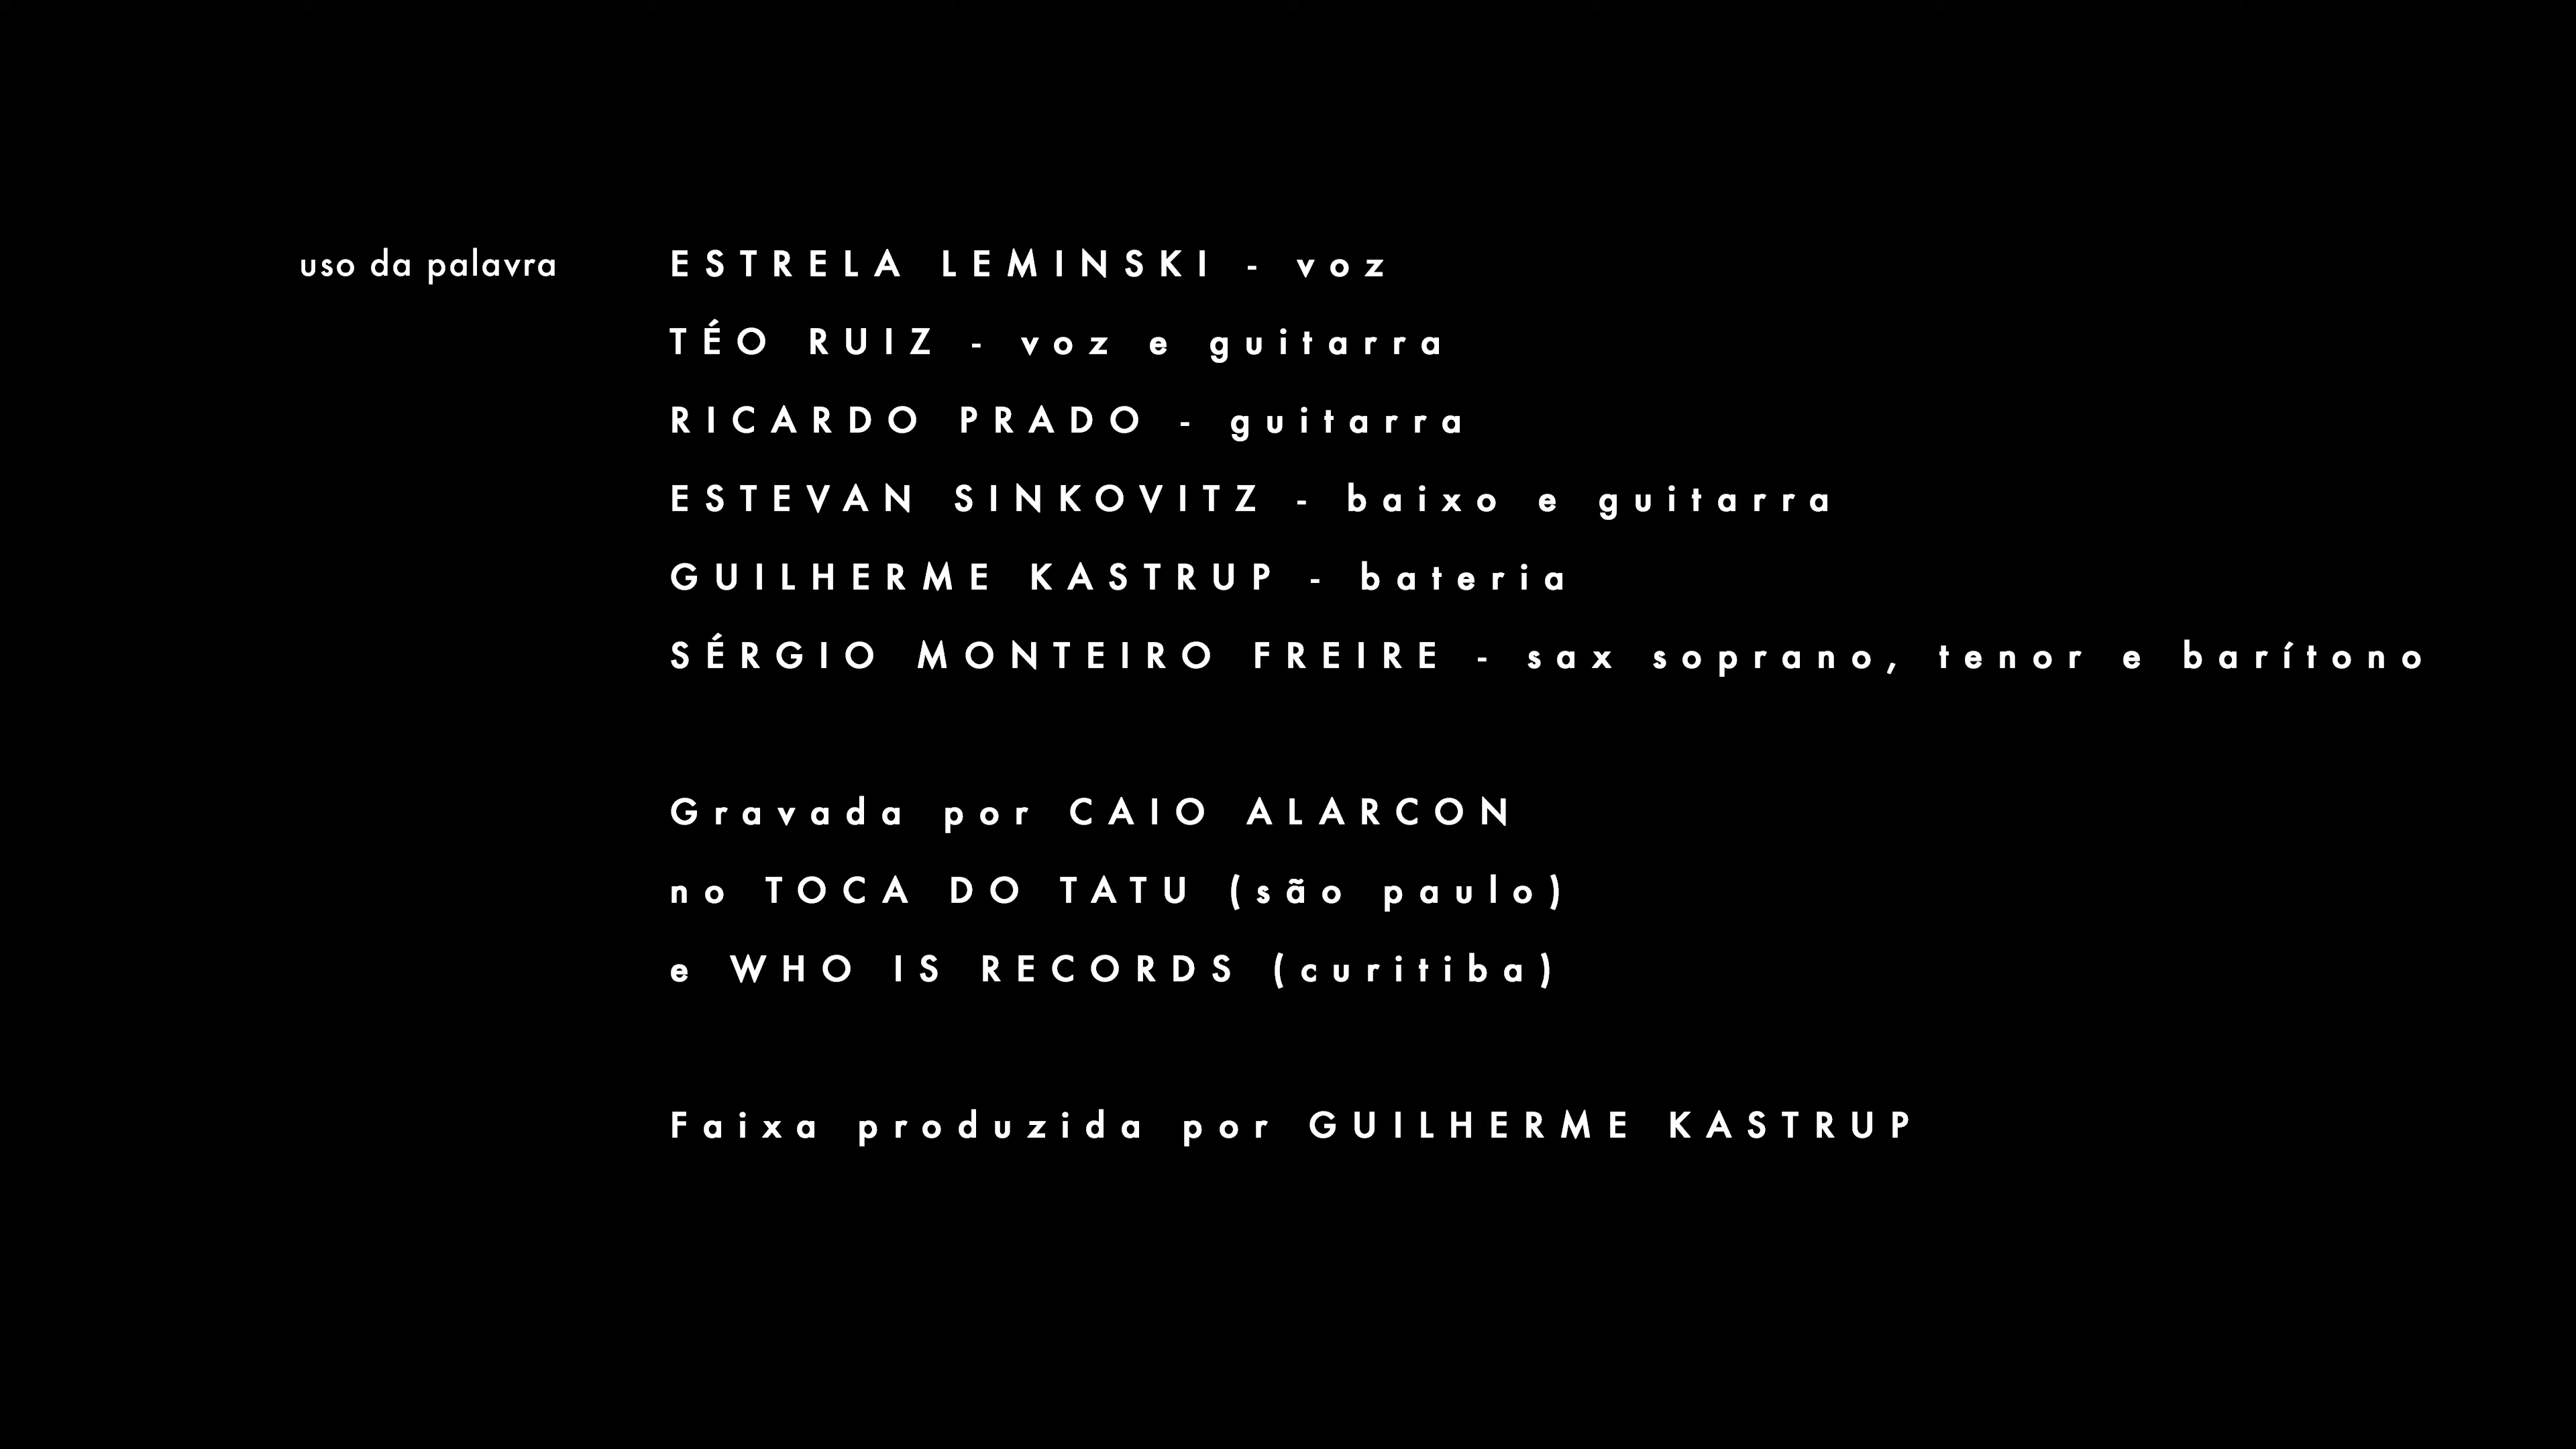 uso da palavra ESTRELA LEMINSKI - voz
TÉO RUIZ - voz e guitarra
RICARDO PRADO - guitarra
ESTEVAN SINKOVITZ - baixo e guitarra
GUILHERME KASTRUP - bateria
SÉRGIO MONTEIRO FREIRE - sax soprano, tenor e barítono
Gravada por CAIO ALARCON
no TOCA DO TATU (são paulo)
e WHO IS RECORDS (curitiba)
Faixa produzida por GUILHERME KASTRUP